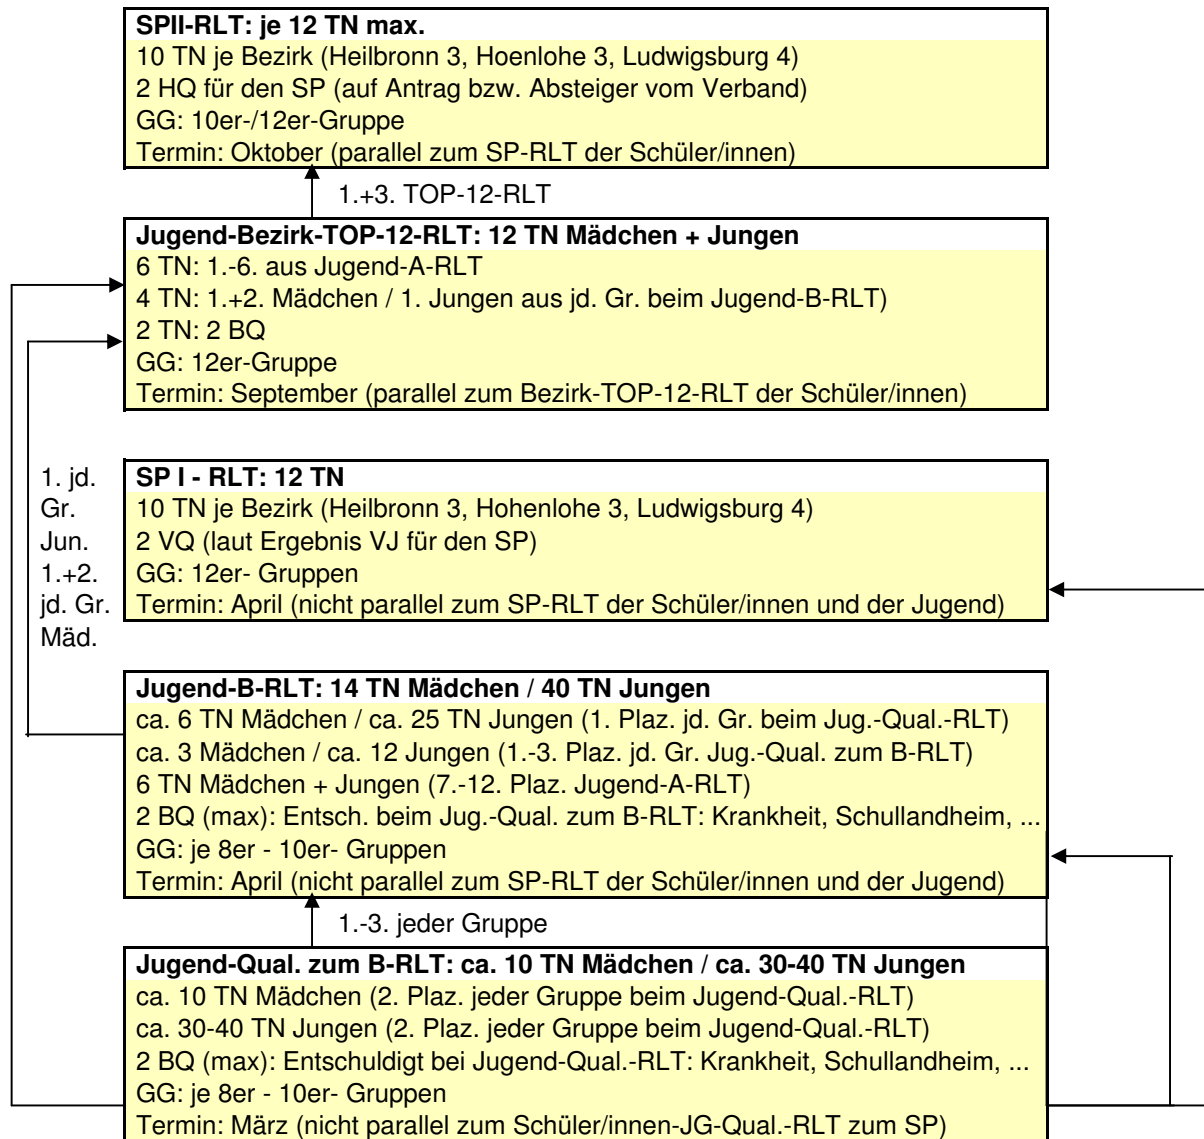 SPII-RLT: je 12 TN max.
10 TN je Bezirk (Heilbronn 3, Hoenlohe 3, Ludwigsburg 4)
2 HQ für den SP (auf Antrag bzw. Absteiger vom Verband)
GG: 10er-/12er-Gruppe
Termin: Oktober (parallel zum SP-RLT der Schüler/innen)
1.+3. TOP-12-RLT
Jugend-Bezirk-TOP-12-RLT: 12 TN Mädchen + Jungen
6 TN: 1.-6. aus Jugend-A-RLT
4 TN: 1.+2. Mädchen / 1. Jungen aus jd. Gr. beim Jugend-B-RLT)
2 TN: 2 BQ
GG: 12er-Gruppe
Termin: September (parallel zum Bezirk-TOP-12-RLT der Schüler/innen)
1. jd.
Gr.
Jun.
1.+2.
jd. Gr.
Mäd.
SP I - RLT: 12 TN
10 TN je Bezirk (Heilbronn 3, Hohenlohe 3, Ludwigsburg 4)
2 VQ (laut Ergebnis VJ für den SP)
GG: 12er- Gruppen
Termin: April (nicht parallel zum SP-RLT der Schüler/innen und der Jugend)
Jugend-B-RLT: 14 TN Mädchen / 40 TN Jungen
ca. 6 TN Mädchen / ca. 25 TN Jungen (1. Plaz. jd. Gr. beim Jug.-Qual.-RLT)
ca. 3 Mädchen / ca. 12 Jungen (1.-3. Plaz. jd. Gr. Jug.-Qual. zum B-RLT)
6 TN Mädchen + Jungen (7.-12. Plaz. Jugend-A-RLT)
2 BQ (max): Entsch. beim Jug.-Qual. zum B-RLT: Krankheit, Schullandheim, ...
GG: je 8er - 10er- Gruppen
Termin: April (nicht parallel zum SP-RLT der Schüler/innen und der Jugend)
1.-3. jeder Gruppe
Jugend-Qual. zum B-RLT: ca. 10 TN Mädchen / ca. 30-40 TN Jungen
ca. 10 TN Mädchen (2. Plaz. jeder Gruppe beim Jugend-Qual.-RLT)
ca. 30-40 TN Jungen (2. Plaz. jeder Gruppe beim Jugend-Qual.-RLT)
2 BQ (max): Entschuldigt bei Jugend-Qual.-RLT: Krankheit, Schullandheim, ...
GG: je 8er - 10er- Gruppen
Termin: März (nicht parallel zum Schüler/innen-JG-Qual.-RLT zum SP)